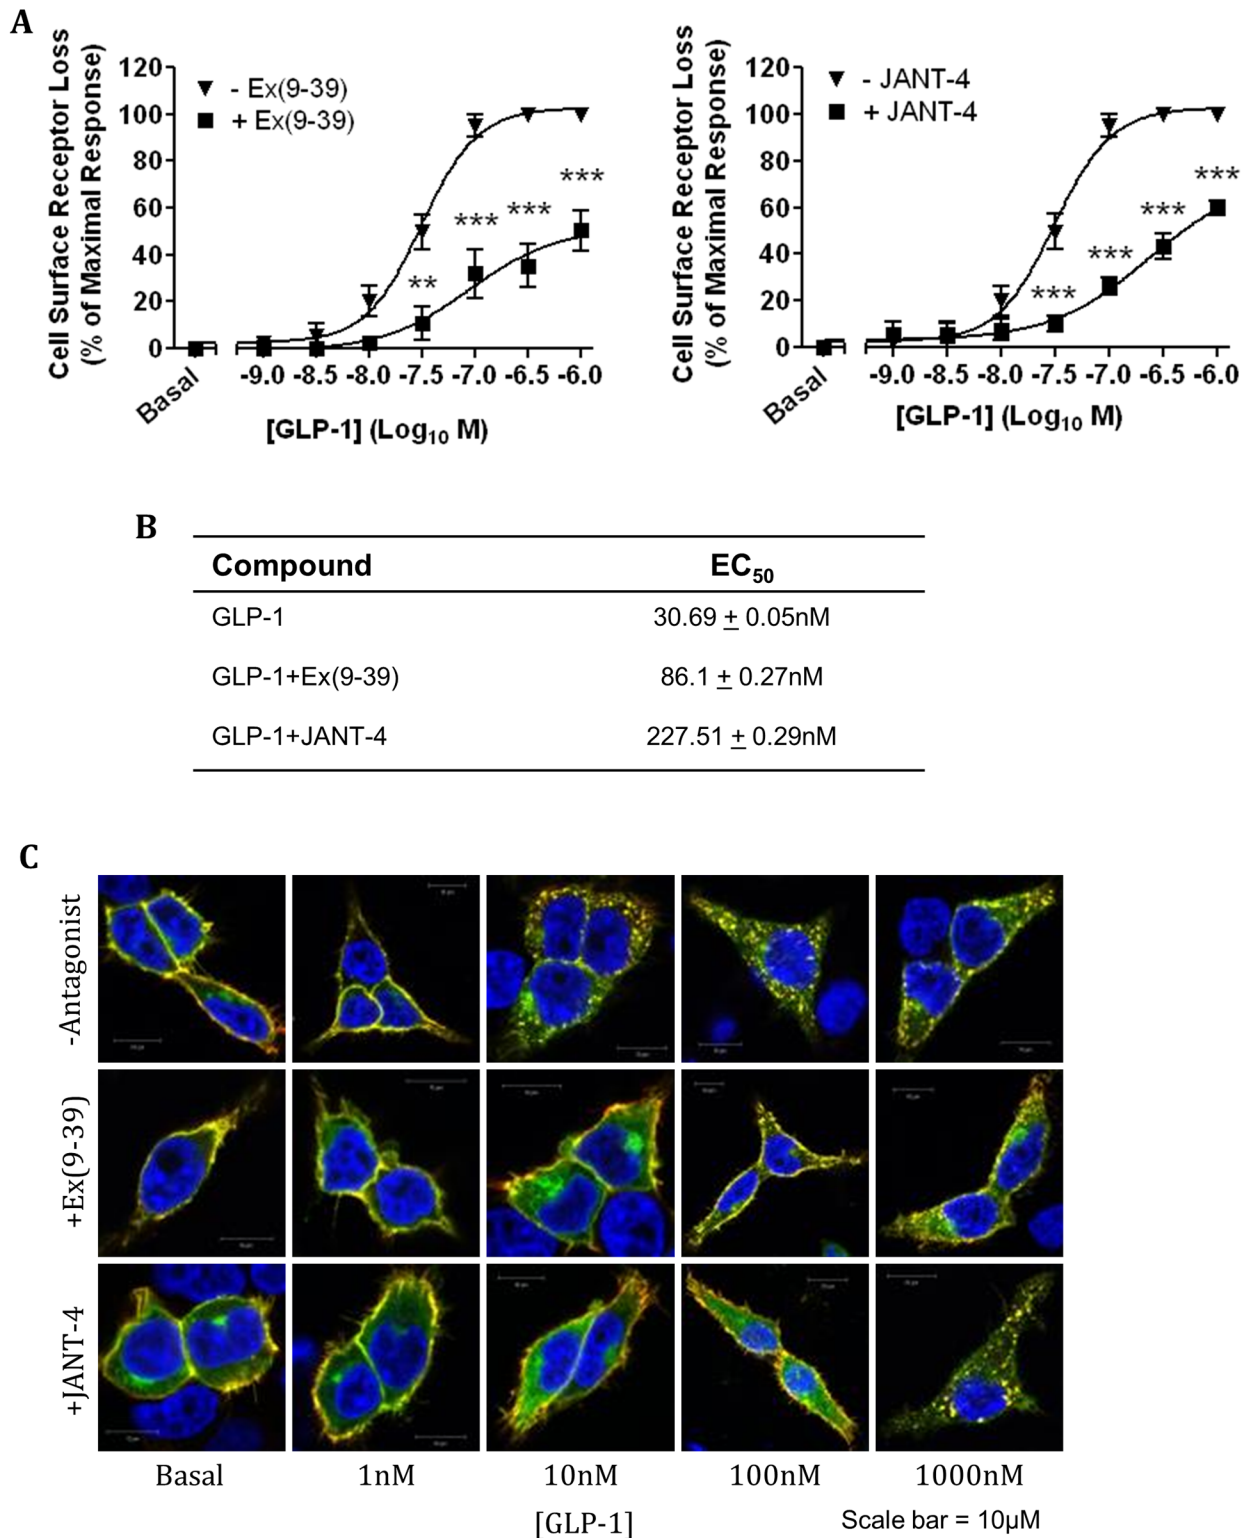 A
Cell Surface Receptor Loss
(% of Maximal Response)
120
100
80
60
40
20
0
- Ex(9-39)
+ Ex(9-39)
**
***
***
***
Basal
-9.0 -8.5 -8.0 -7.5 -7.0 -6.5 -6.0
[GLP-1] (Log10 M)
Cell Surface Receptor Loss
(% of Maximal Response)
120
100
80
60
40
20
0
- JANT-4
+ JANT-4
***
***
***
***
Basal
-9.0 -8.5 -8.0 -7.5 -7.0 -6.5 -6.0
[GLP-1] (Log10 M)
B
Compound EC50
GLP-1 30.69 ± 0.05nM
GLP-1+Ex(9-39) 86.1 ± 0.27nM
GLP-1+JANT-4 227.51 ± 0.29nM
C
-Antagonist
+Ex(9-39)
+JANT-4
Basal 1nM 10nM 100nM 1000nM
[GLP-1]
Scale bar = 10µM